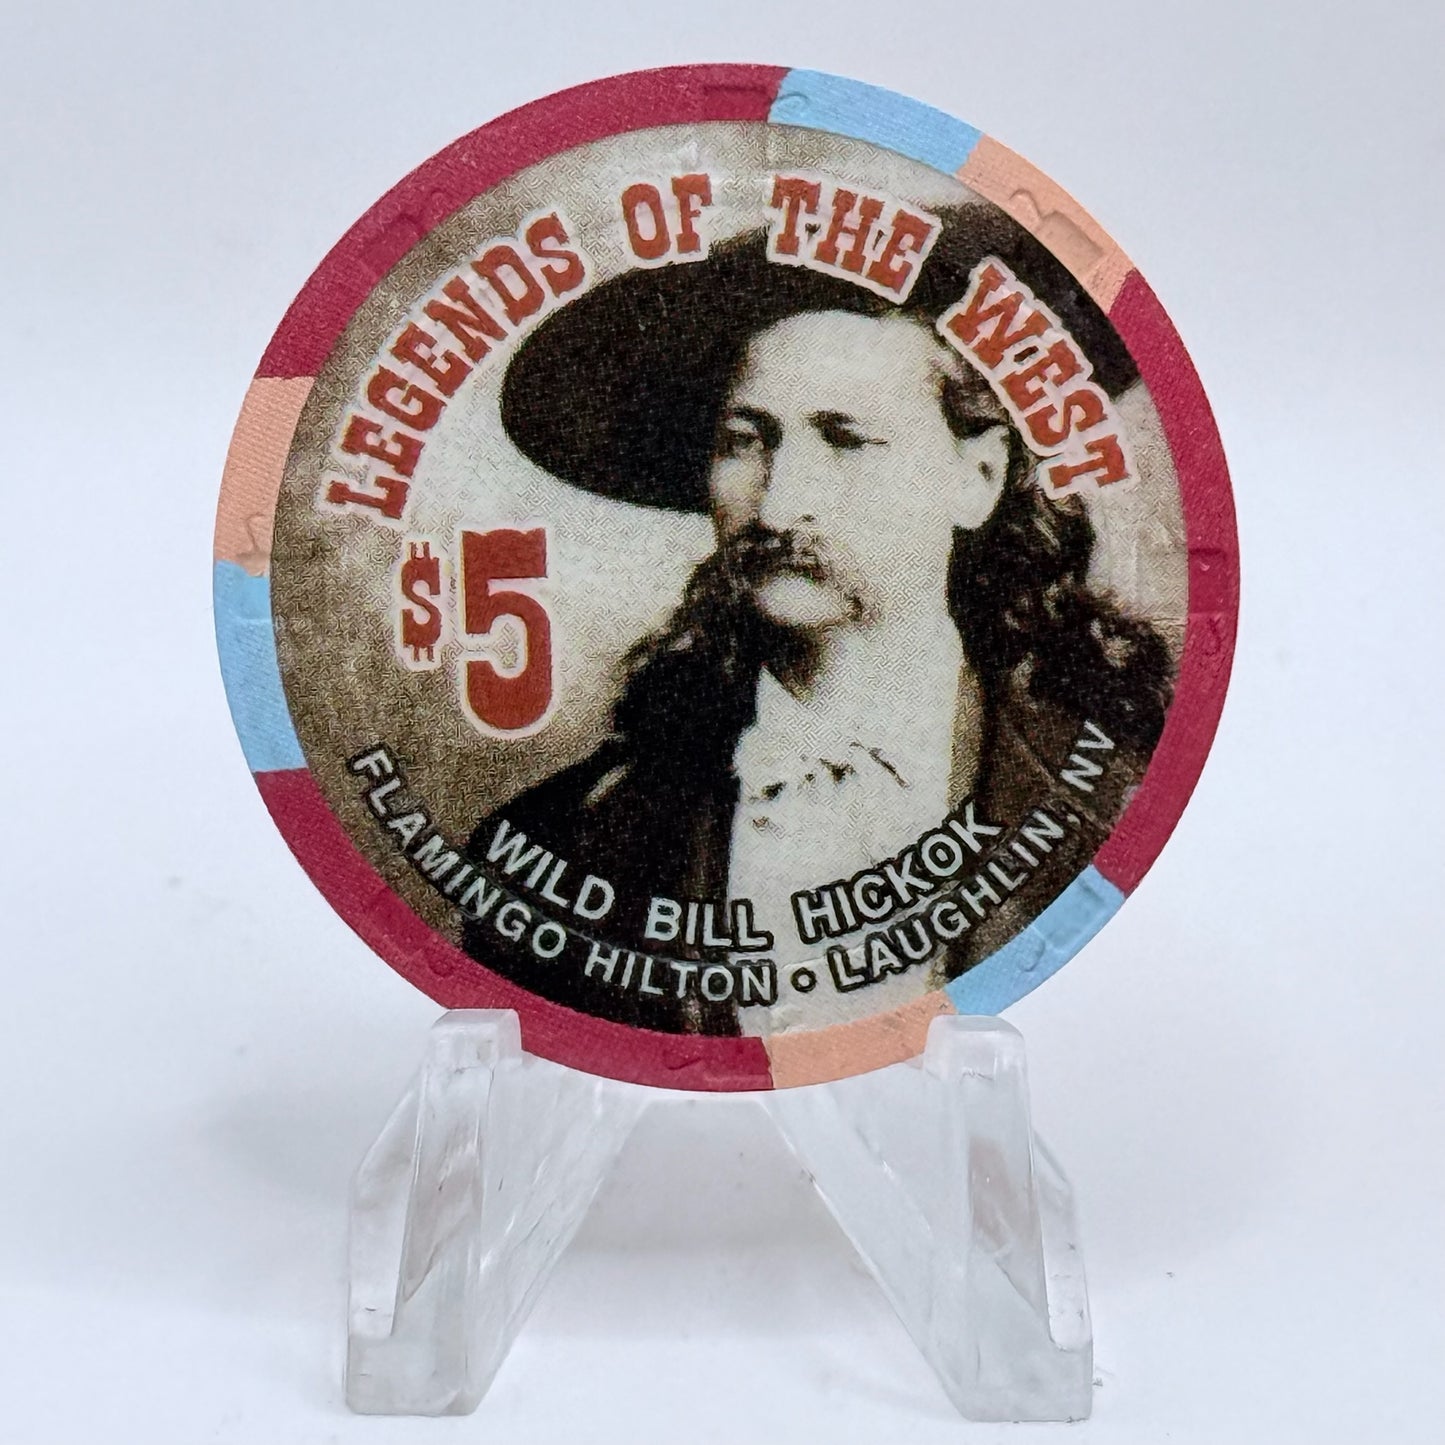 LEGENDS OF THE WEST
$5
WILD BILL HICKOK
FLAMINGO HILTON • LAUGHLIN, NV